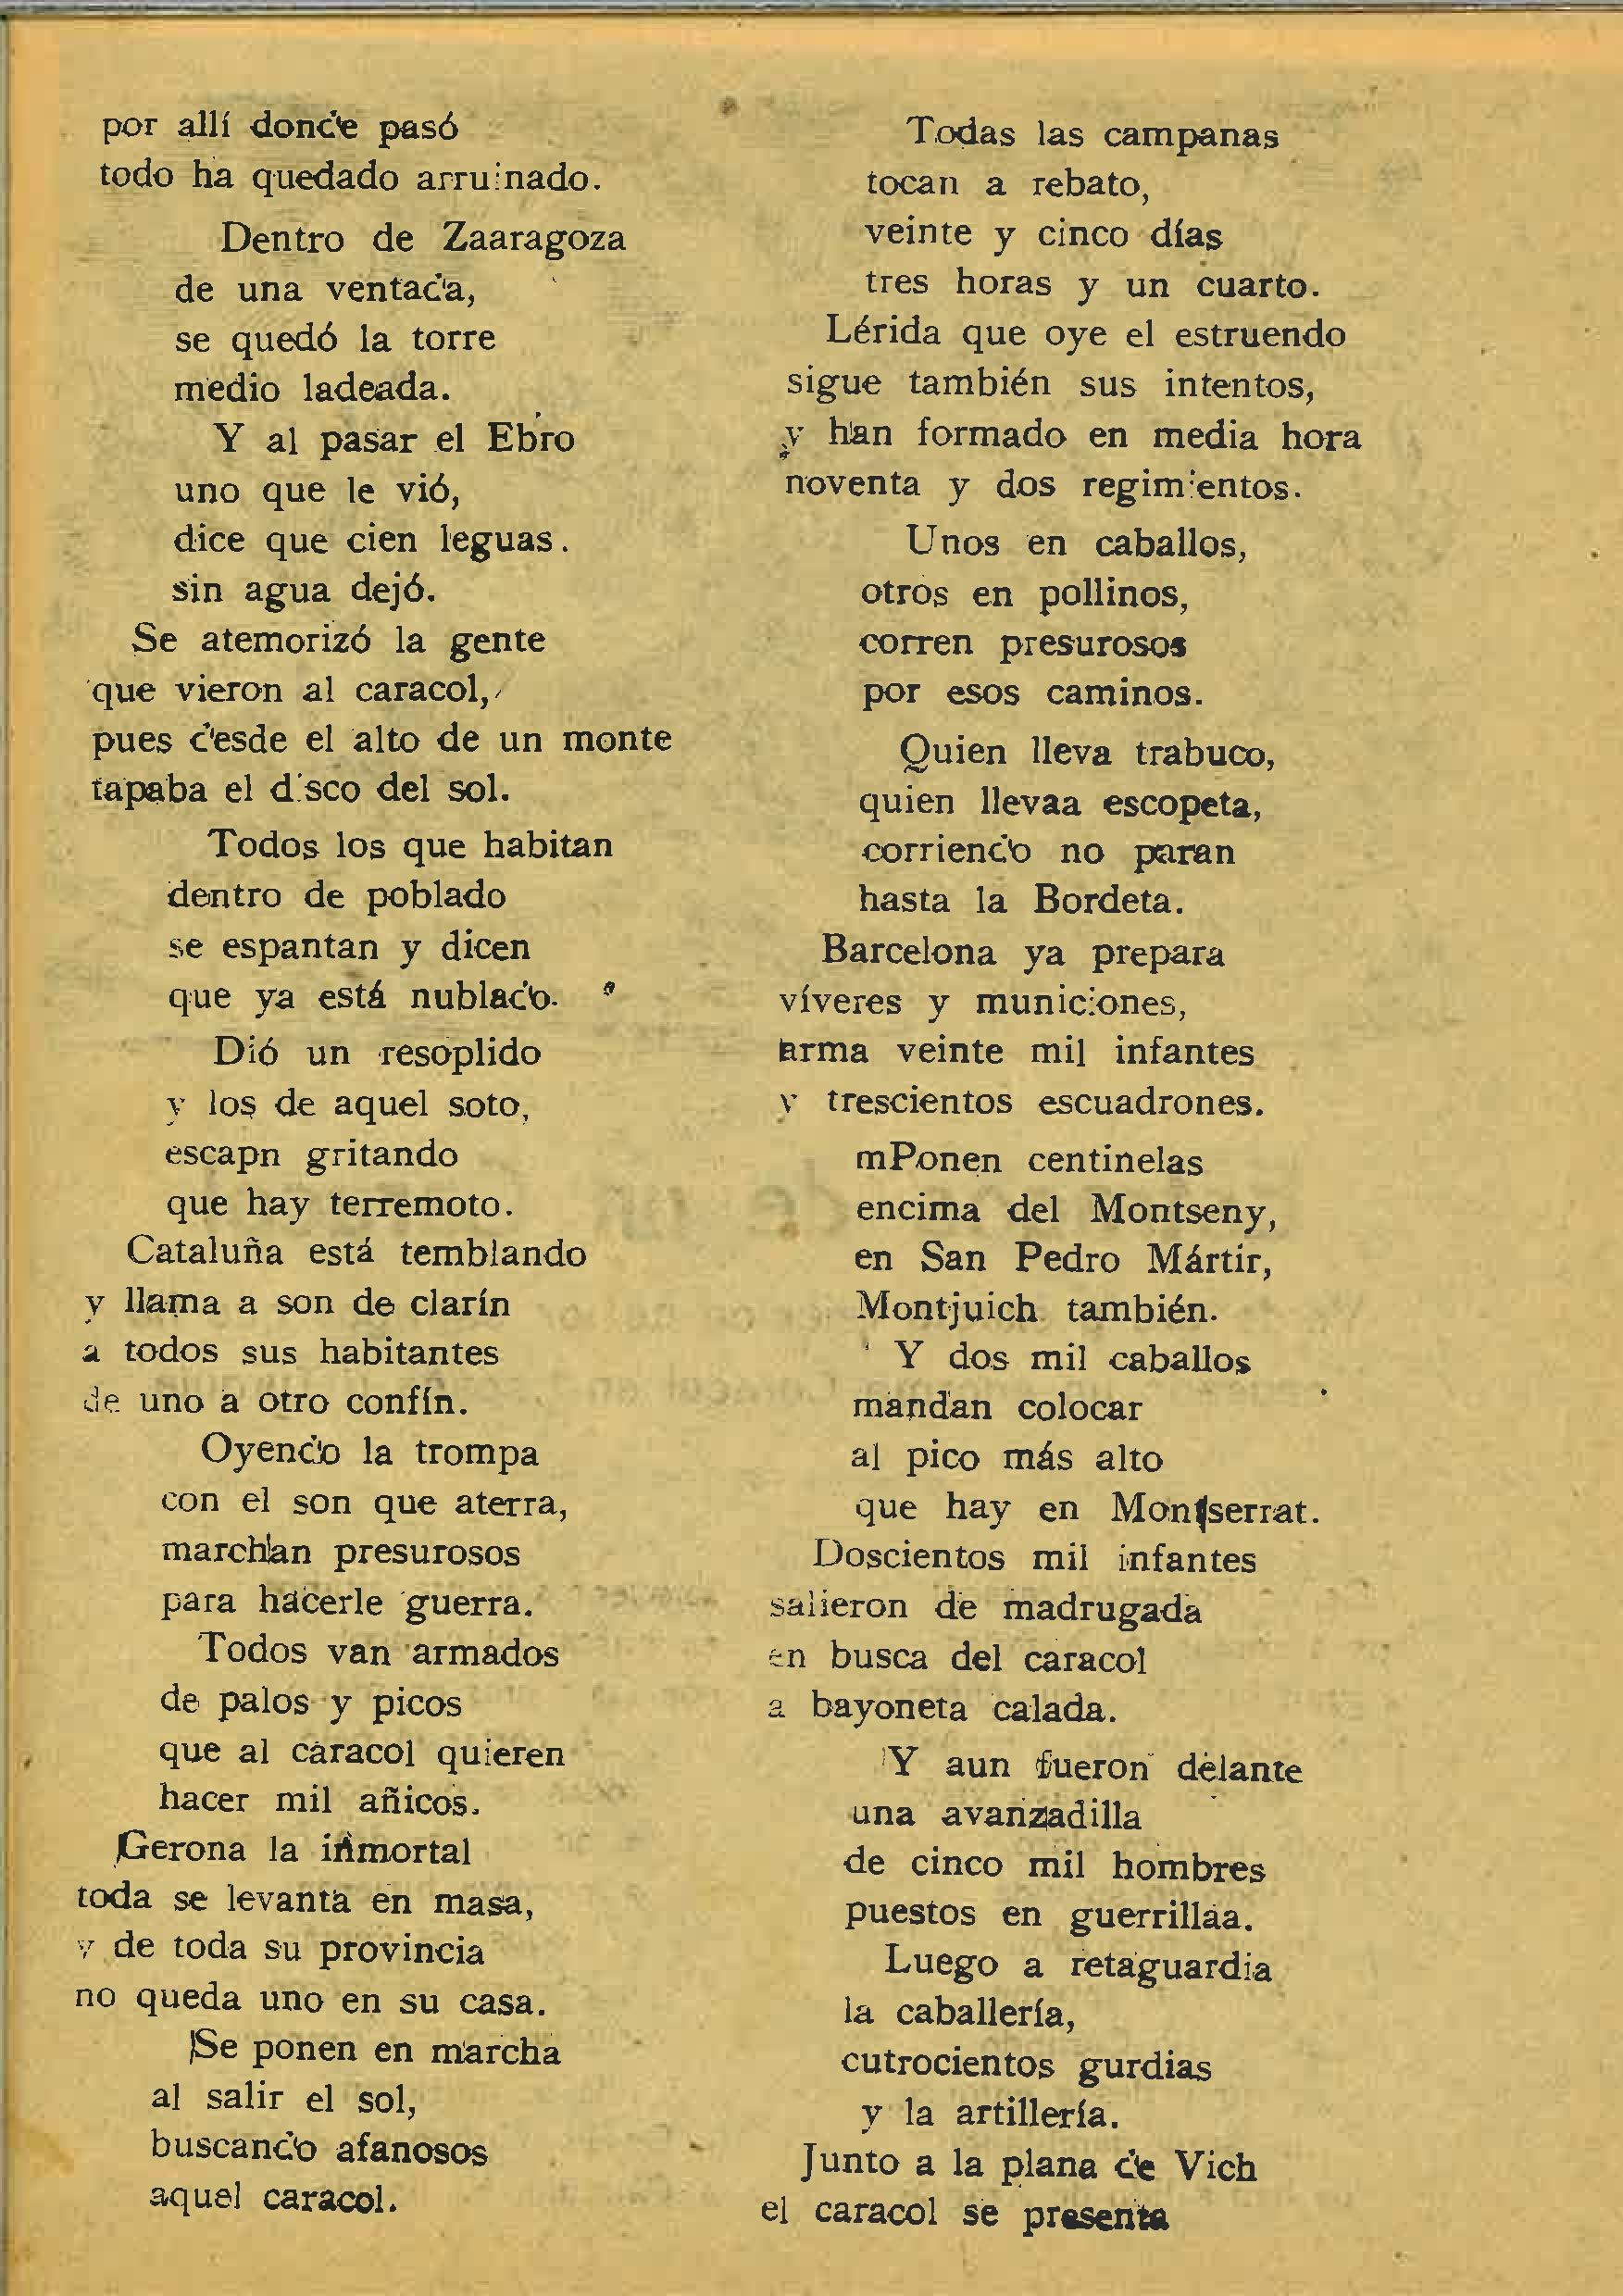 por allí donde pasó
todo ha quedado arruinado.
Dentro de Zaaragoza
de una ventada,
se quedó la torre
medio ladeada.
Y al pasar el Ebro
uno que le vió,
dice que cien leguas.
sin agua dejó.
Se atemorizó la gente
que vieron al caracol,
pues desde el alto de un monte
tapaba el disco del sol.
Todos los que habitan
dentro de poblado
se espantan y dicen
que ya está nublado.
Dió un resoplido
y los de aquel soto,
escapn gritando
que hay terremoto.
Cataluña está temblando
y llama a son de clarín
a todos sus habitantes
de uno a otro confín.
Oyendo la trompa
con el son que aterra,
marchan presurosos
para hacerle guerra.
Todos van armados
de palos y picos
que al caracol quieren
hacer mil añicos.
Gerona la inmortal
toda se levanta en masa,
y de toda su provincia
no queda uno en su casa.
Se ponen en marcha
al salir el sol,
buscando afanosos
aquel caracol.
Todas las campanas
tocan a rebato,
veinte y cinco días
tres horas y un cuarto.
Lérida que oye el estruendo
sigue también sus intentos,
y han formado en media hora
noventa y dos regimientos.
Unos en caballos,
otros en pollinos,
corren presurosos
por esos caminos.
Quien lleva trabuco,
quien llevaa escopeta,
corriendo no paran
hasta la Bordeta.
Barcelona ya prepara
víveres y municiones,
arma veinte mil infantes
y trescientos escuadrones.
mPonen centinelas
encima del Montseny,
en San Pedro Mártir,
Montjuich también.
Y dos mil caballos
mandan colocar
al pico más alto
que hay en Montserrat.
Doscientos mil infantes
salieron de madrugada
en busca del caracol
a bayoneta calada.
Y aun fueron delante
una avanzadilla
de cinco mil hombres
puestos en guerrillaa.
Luego a retaguardia
la caballería,
cutrocientos gurdias
y la artillería.
Junto a la plana de Vich
el caracol se presenta